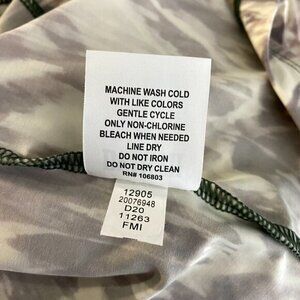 MACHINE WASH COLD
WITH LIKE COLORS
GENTLE CYCLE
ONLY NON-CHLORINE
BLEACH WHEN NEEDED
LINE DRY
DO NOT IRON
DO NOT DRY CLEAN
RN# 106803
12905
20076948
D20
11263
FMI